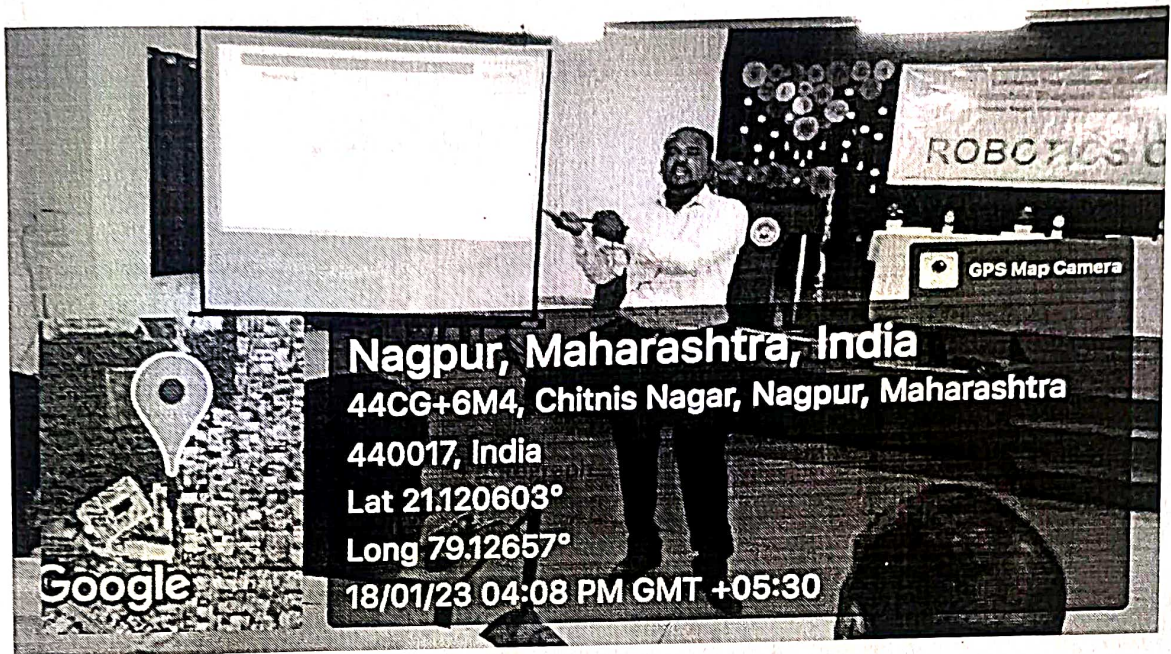 ROBOTICS C
GPS Map Camera
Nagpur, Maharashtra, India
44CG+6M4, Chitnis Nagar, Nagpur, Maharashtra
440017, India
Lat 21.120603°
Long 79.12657°
18/01/23 04:08 PM GMT +05:30
Google